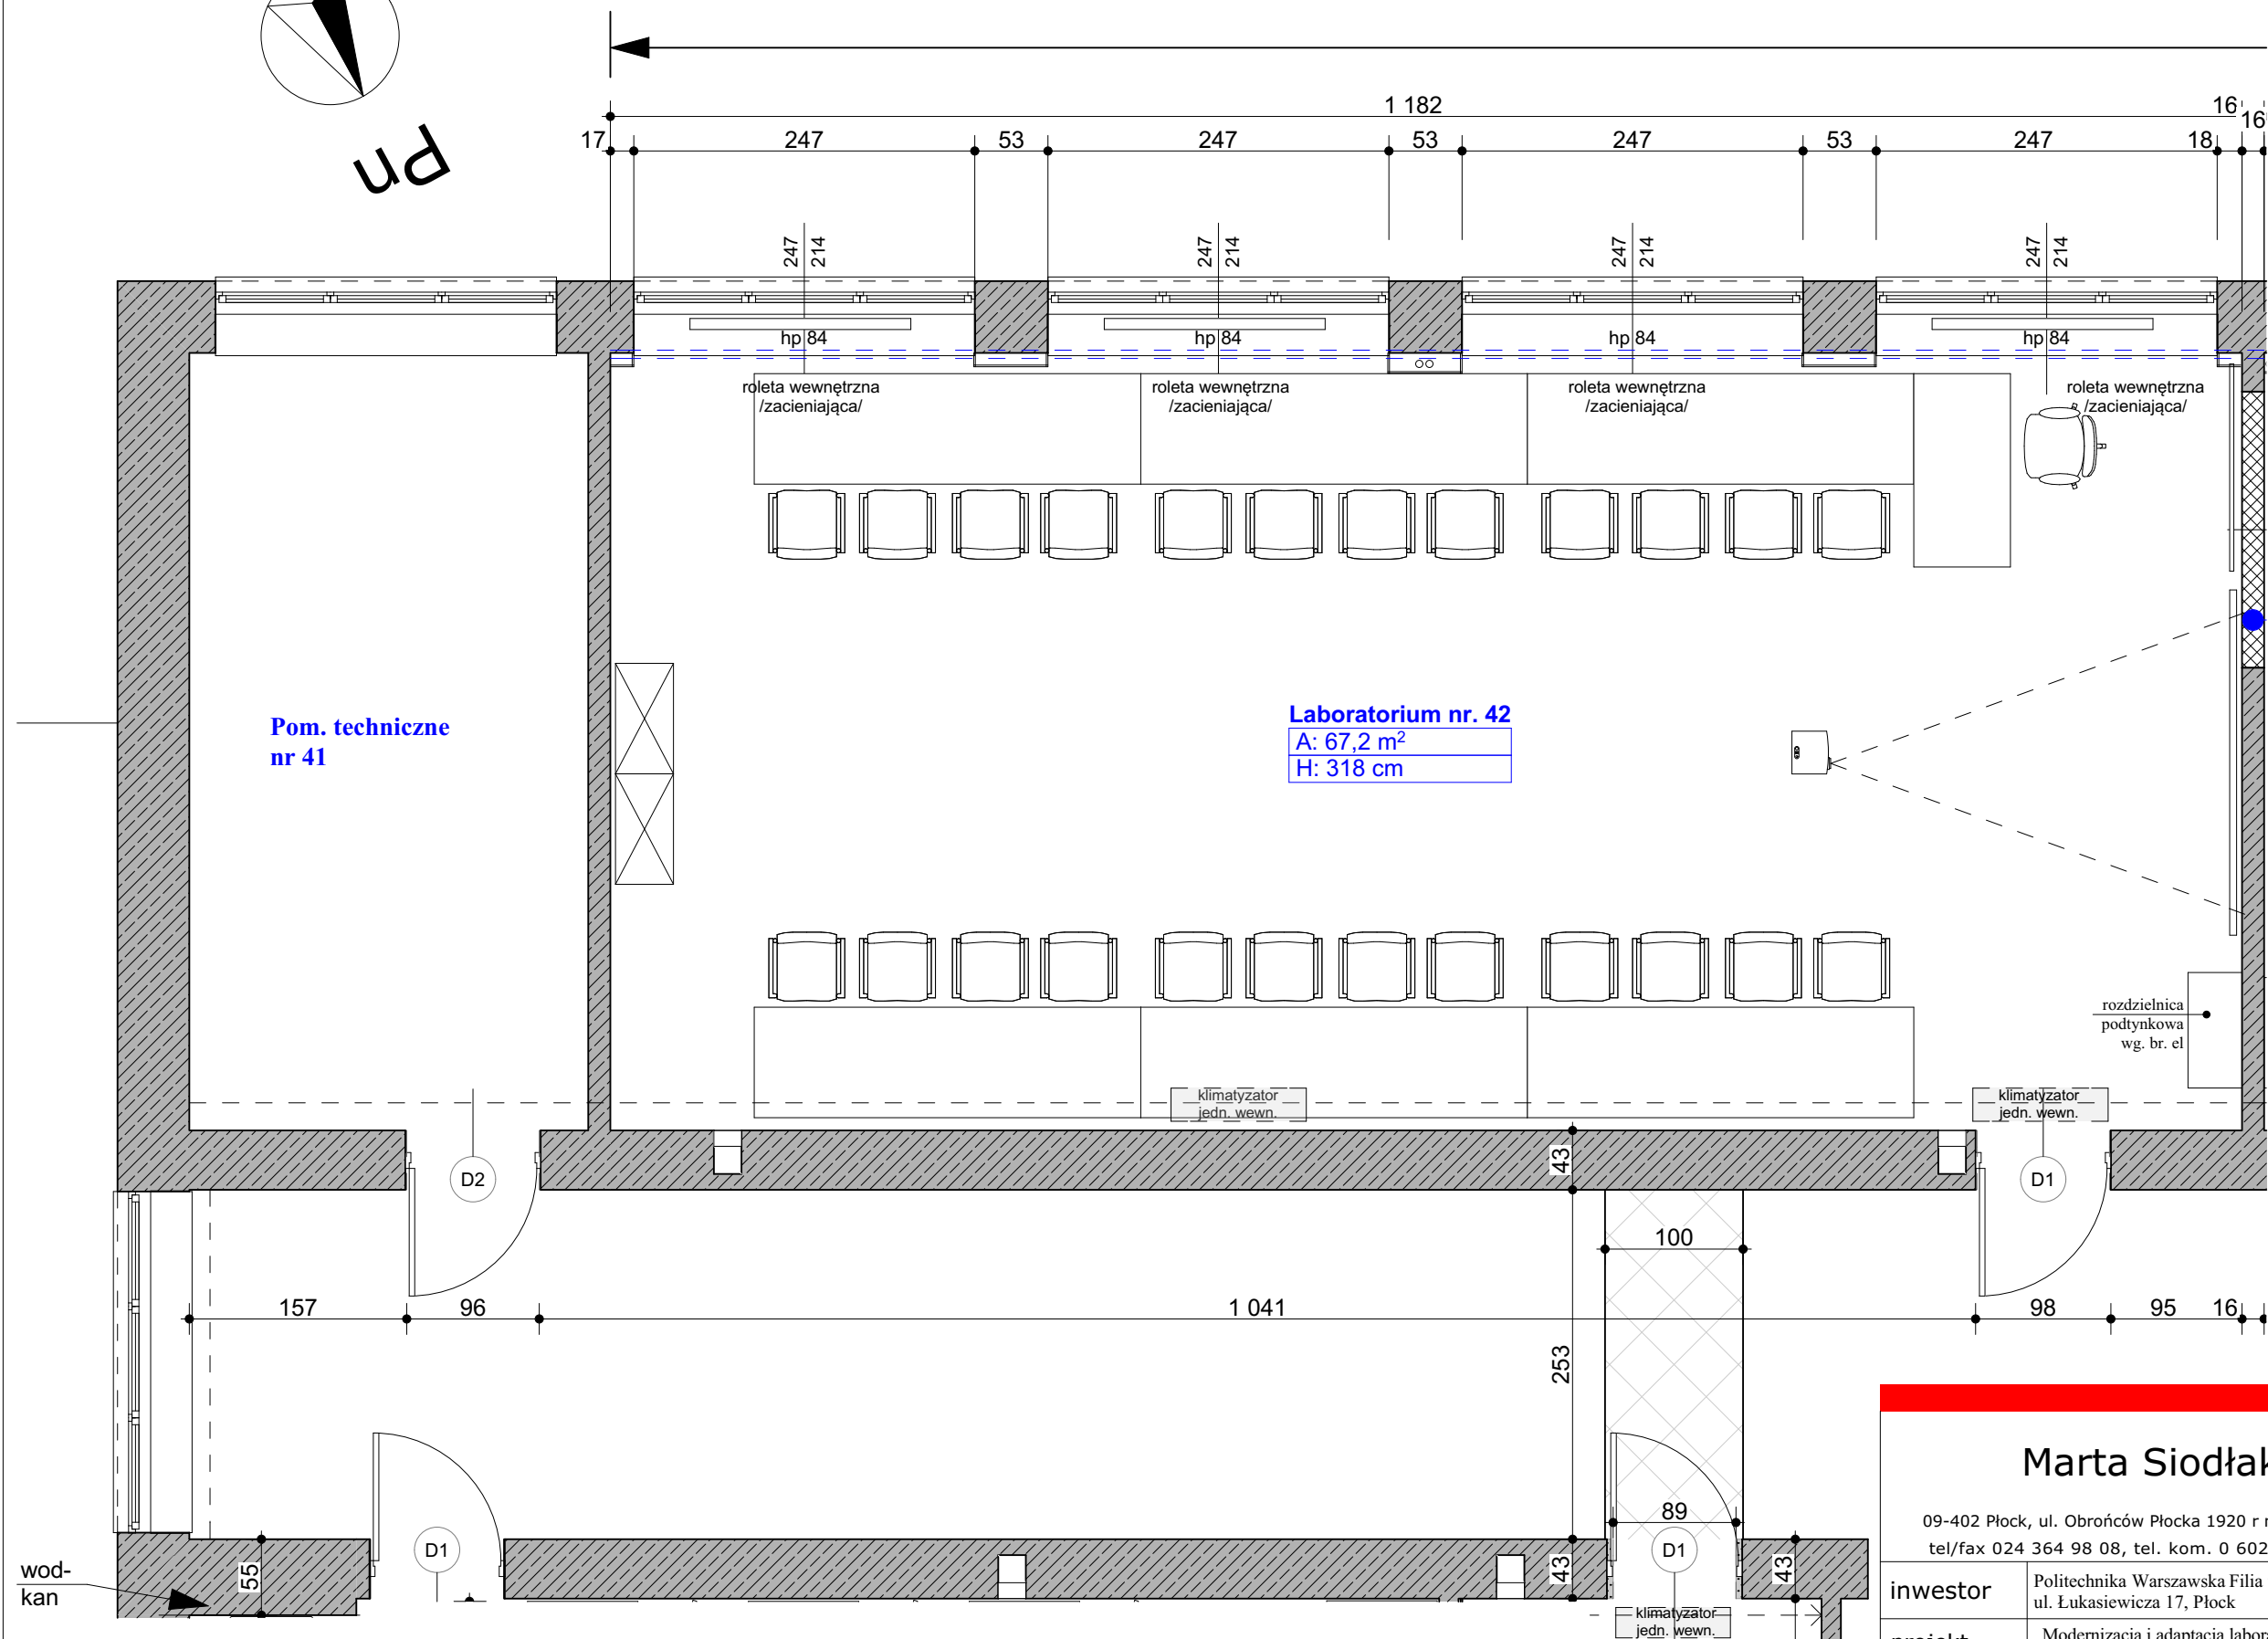 Pn
1 182
16
16
17
247
53
247
53
247
53
247
18
247
214
247
214
247
214
247
214
hp 84
hp 84
hp 84
hp 84
roleta wewnętrzna
/zacieniająca/
roleta wewnętrzna
/zacieniająca/
roleta wewnętrzna
/zacieniająca/
roleta wewnętrzna
/zacieniająca/
Pom. techniczne
nr 41
Laboratorium nr. 42
A: 67,2 m²
H: 318 cm
rozdzielnica
podtynkowa
wg. br. el
klimatyzator
jedn. wewn.
klimatyzator
jedn. wewn.
43
D2
D1
100
157
96
1 041
98
95
16
253
89
D1
D1
55
43
43
wod-
kan
klimatyzator
jedn. wewn.
Marta Siodłak
09-402 Płock, ul. Obrońców Płocka 1920 r
tel/fax 024 364 98 08, tel. kom. 0 602
inwestor
Politechnika Warszawska Filia
ul. Łukasiewicza 17, Płock
projekt
Modernizacja i adaptacja